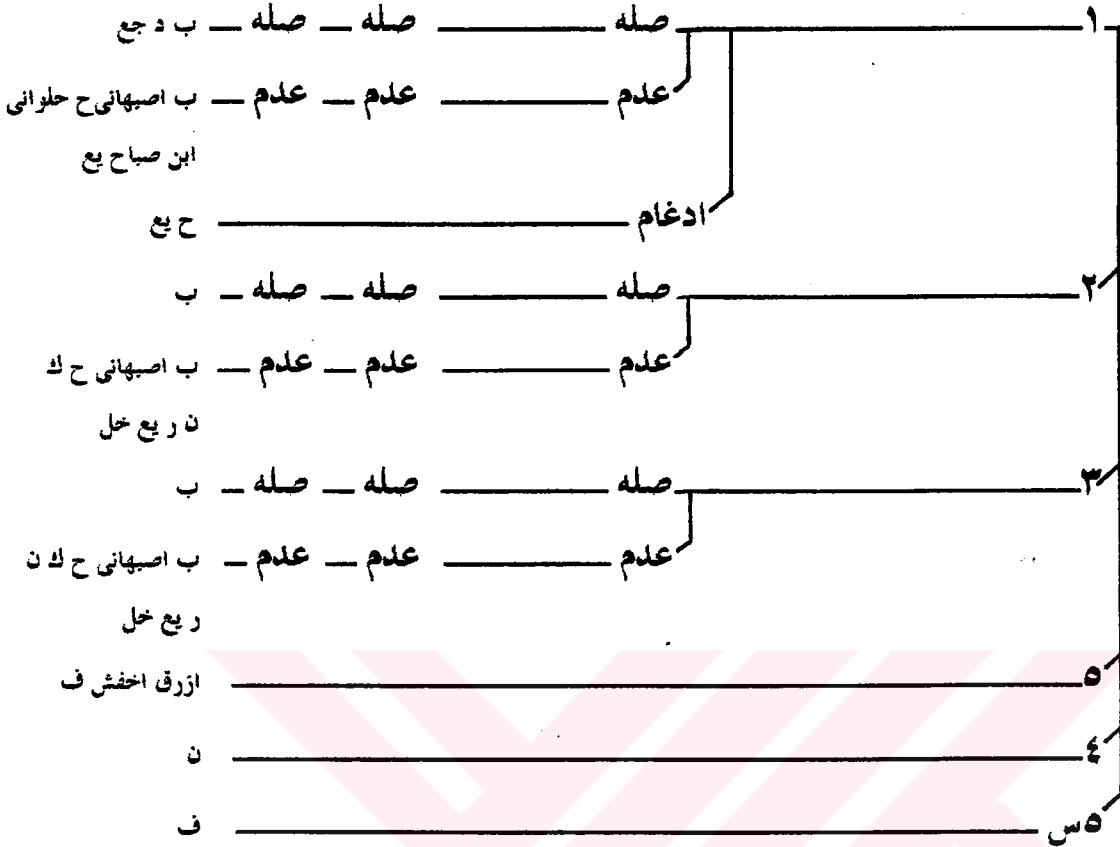 ١ صله صله صله ب د جع
عدم عدم عدم ب اصبهانی ح حلوانی
ابن صباح یع
ادغام ح یع
٢ صله صله صله ب
عدم عدم عدم ب اصبهانی ح ك
ن ر یع خل
٣ صله صله صله ب
عدم عدم عدم ب اصبهانی ح ك ن
ر یع خل
٥ ازرق اخفش ف
٤ ن
٥س ف